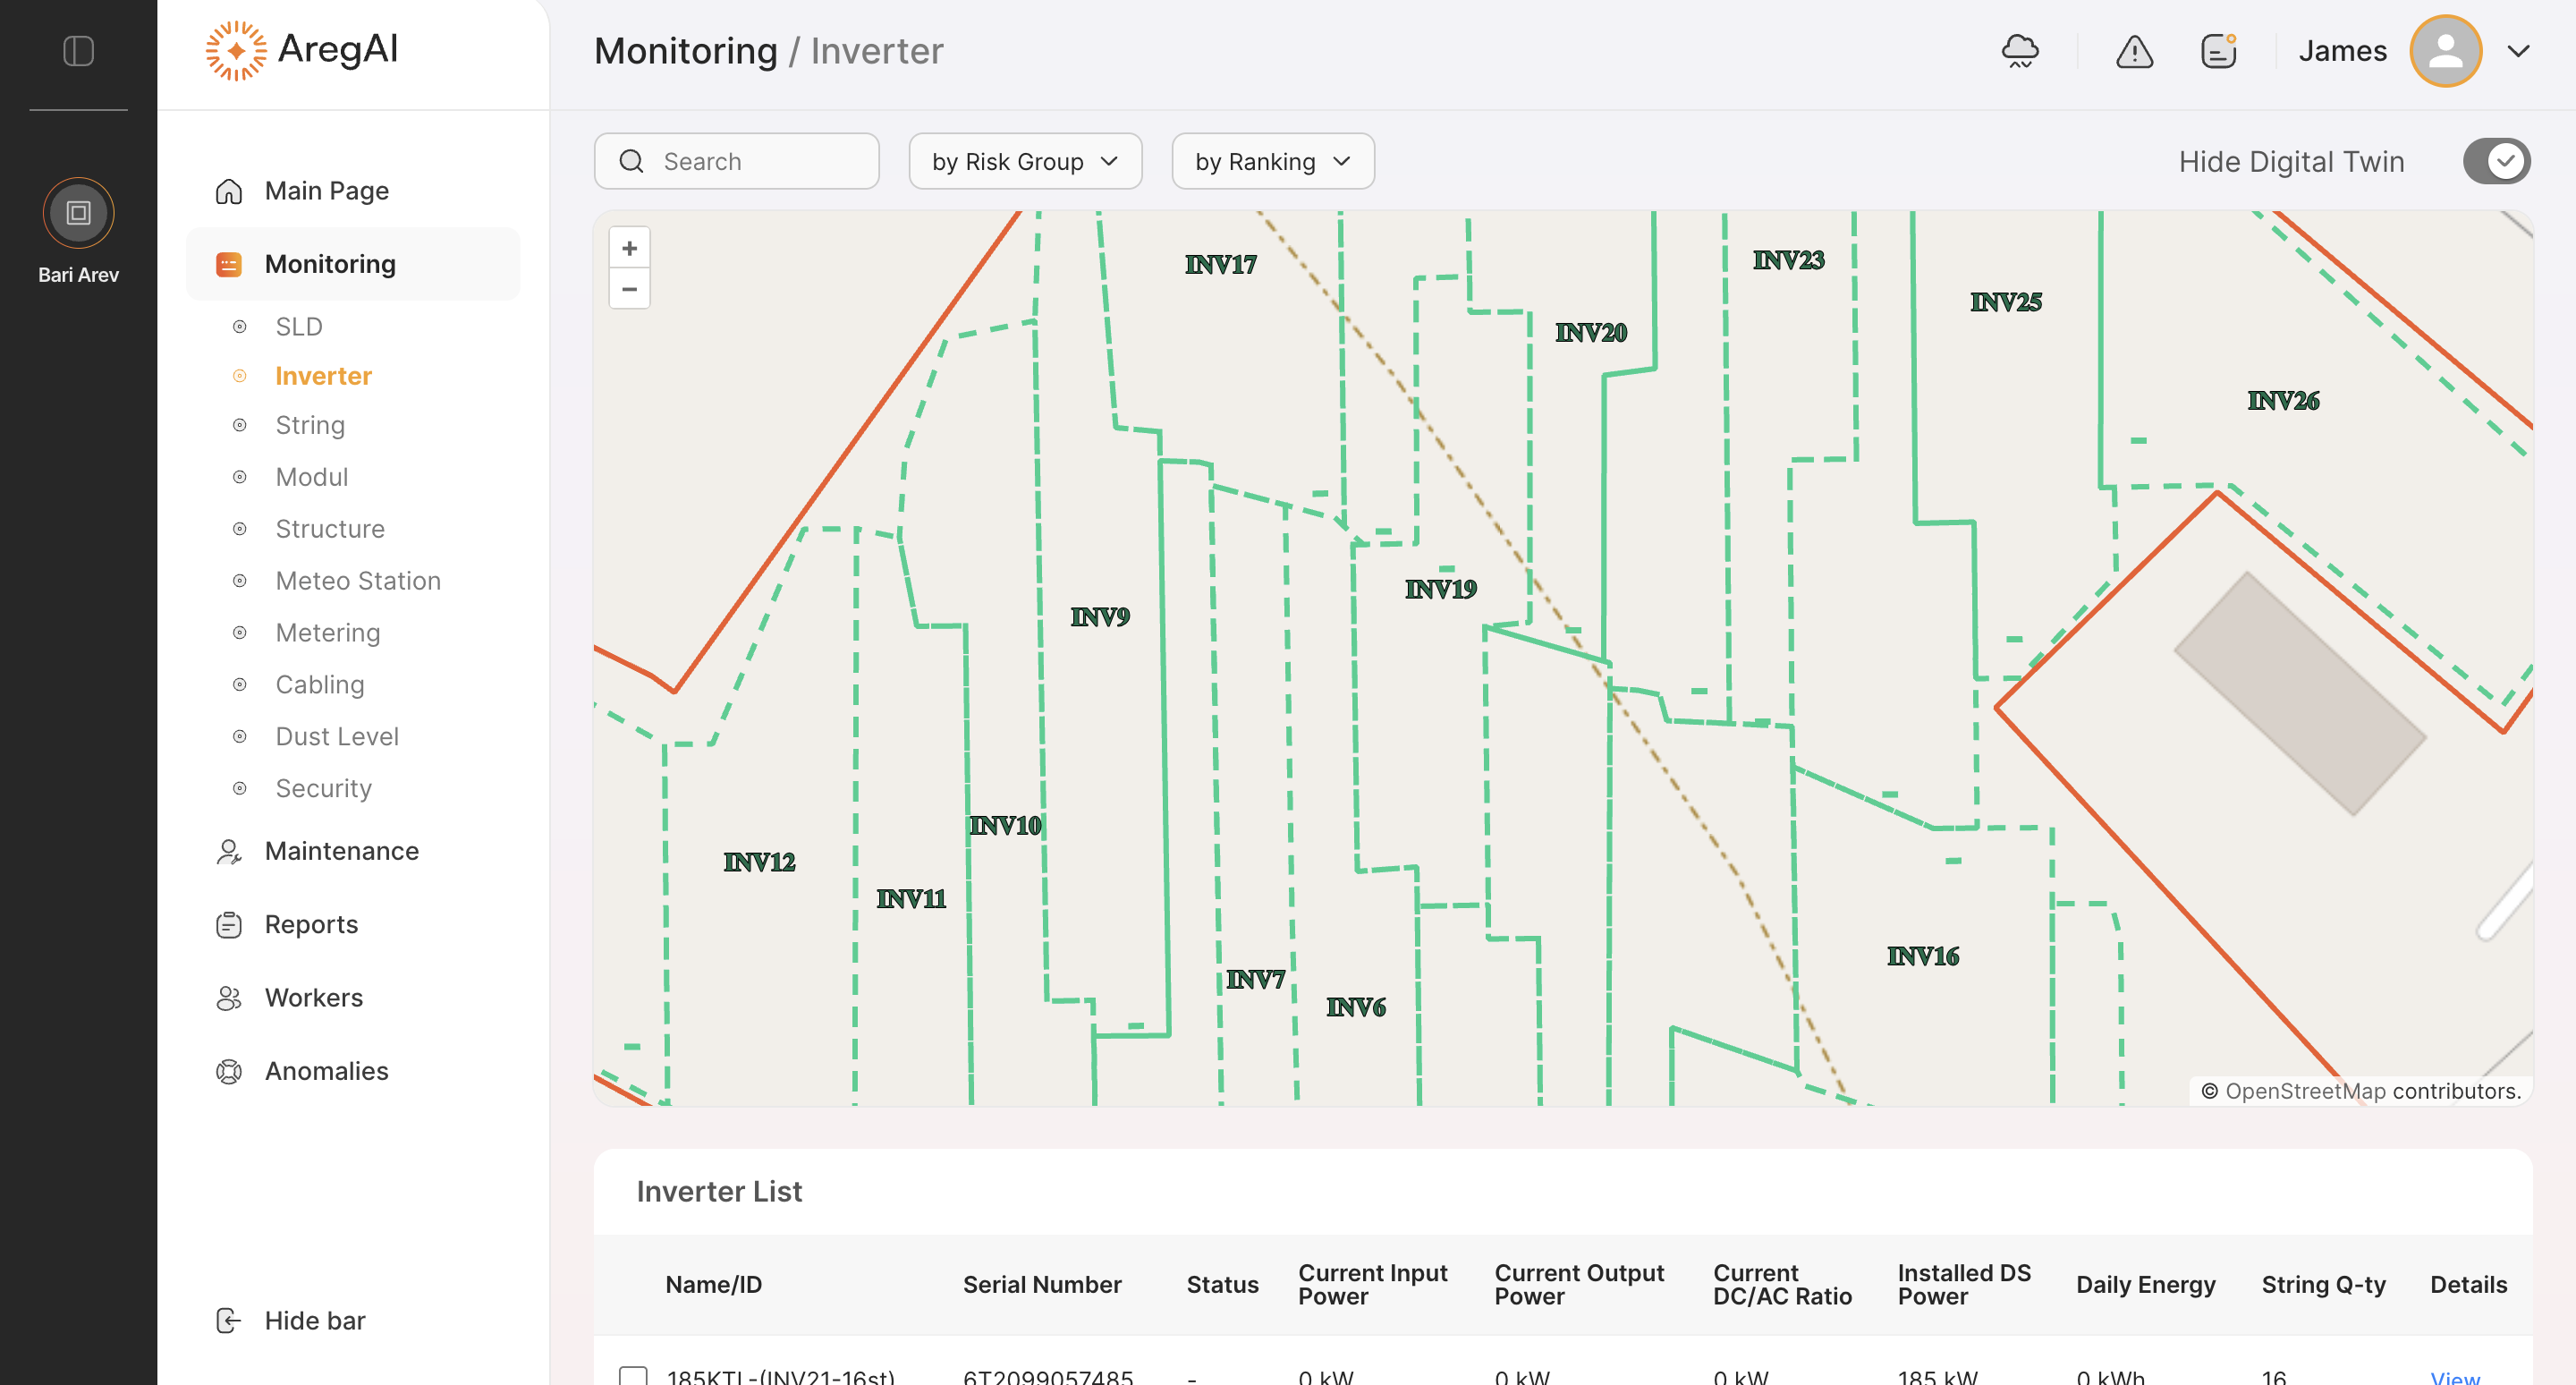 AregAI
Monitoring / Inverter
James
Bari Arev
Main Page
Monitoring
SLD
Inverter
String
Modul
Structure
Meteo Station
Metering
Cabling
Dust Level
Security
Maintenance
Reports
Workers
Anomalies
Hide bar
Search
by Risk Group
by Ranking
Hide Digital Twin
+
−
INV17
INV23
INV25
INV20
INV26
INV19
INV9
INV10
INV12
INV11
INV16
INV7
INV6
© OpenStreetMap contributors.
Inverter List
Name/ID Serial Number Status Current Input Power Current Output Power Current DC/AC Ratio Installed DS Power Daily Energy String Q-ty Details
185KTL-(INV21-16st) 6T2099057485 - 0 kW 0 kW 0 kW 185 kW 0 kWh 16 View